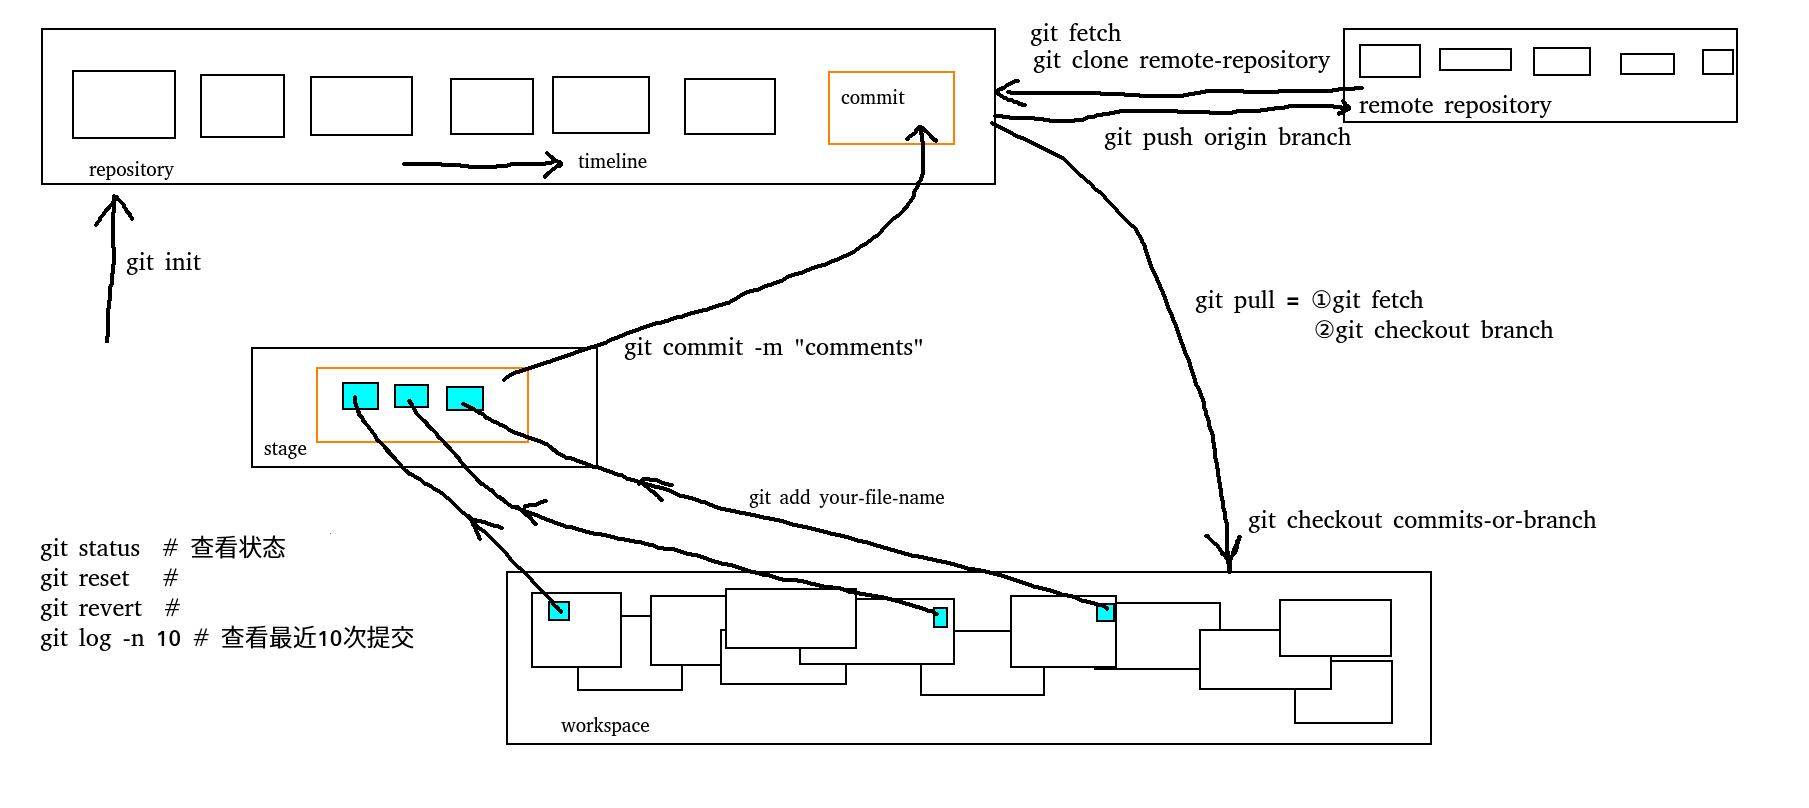 git fetch
git clone remote-repository
commit
remote repository
git push origin branch
timeline
repository
git init
git pull = ①git fetch
②git checkout branch
git commit -m "comments"
stage
git add your-file-name
git checkout commits-or-branch
git status # 查看状态
git reset #
git revert #
git log -n 10 # 查看最近10次提交
workspace